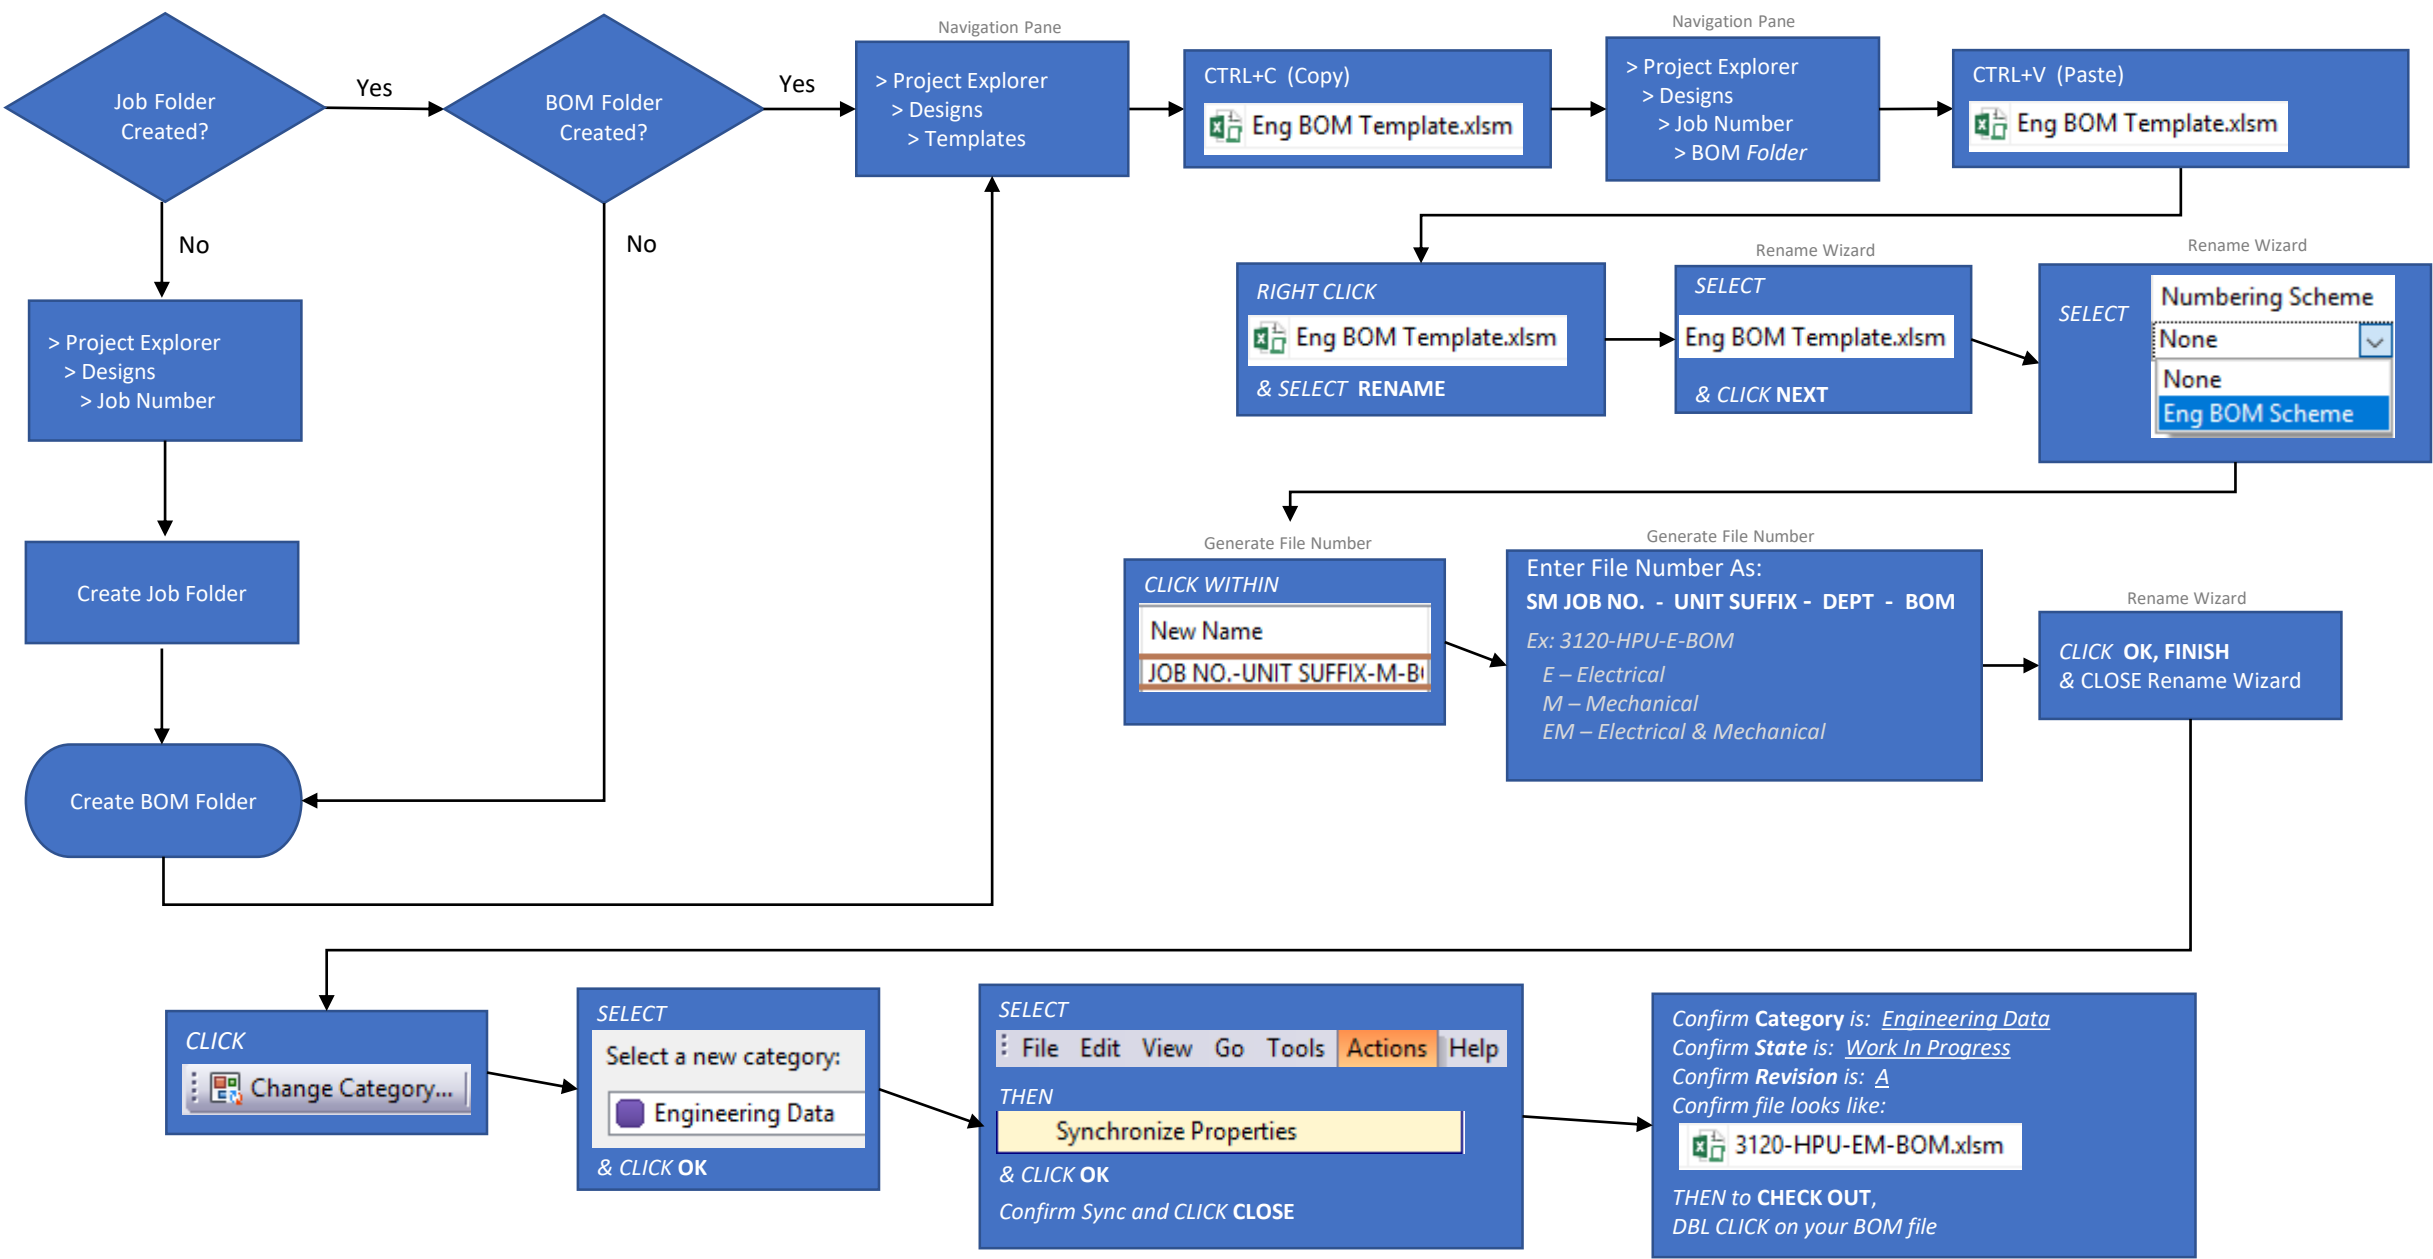 Job Folder
Created?
Yes
BOM Folder
Created?
Yes
Navigation Pane
> Project Explorer
> Designs
> Templates
CTRL+C (Copy)
Eng BOM Template.xlsm
Navigation Pane
> Project Explorer
> Designs
> Job Number
> BOM Folder
CTRL+V (Paste)
Eng BOM Template.xlsm
No
No
> Project Explorer
> Designs
> Job Number
Create Job Folder
Create BOM Folder
RIGHT CLICK
Eng BOM Template.xlsm
& SELECT RENAME
Rename Wizard
SELECT
Eng BOM Template.xlsm
& CLICK NEXT
Rename Wizard
SELECT
Numbering Scheme
None
None
Eng BOM Scheme
Generate File Number
CLICK WITHIN
New Name
JOB NO.-UNIT SUFFIX-M-B
Generate File Number
Enter File Number As:
SM JOB NO. - UNIT SUFFIX - DEPT - BOM
Ex: 3120-HPU-E-BOM
E – Electrical
M – Mechanical
EM – Electrical & Mechanical
Rename Wizard
CLICK OK, FINISH
& CLOSE Rename Wizard
CLICK
Change Category...
SELECT
Select a new category:
Engineering Data
& CLICK OK
SELECT
File Edit View Go Tools Actions Help
THEN
Synchronize Properties
& CLICK OK
Confirm Sync and CLICK CLOSE
Confirm Category is: Engineering Data
Confirm State is: Work In Progress
Confirm Revision is: A
Confirm file looks like:
3120-HPU-EM-BOM.xlsm
THEN to CHECK OUT,
DBL CLICK on your BOM file